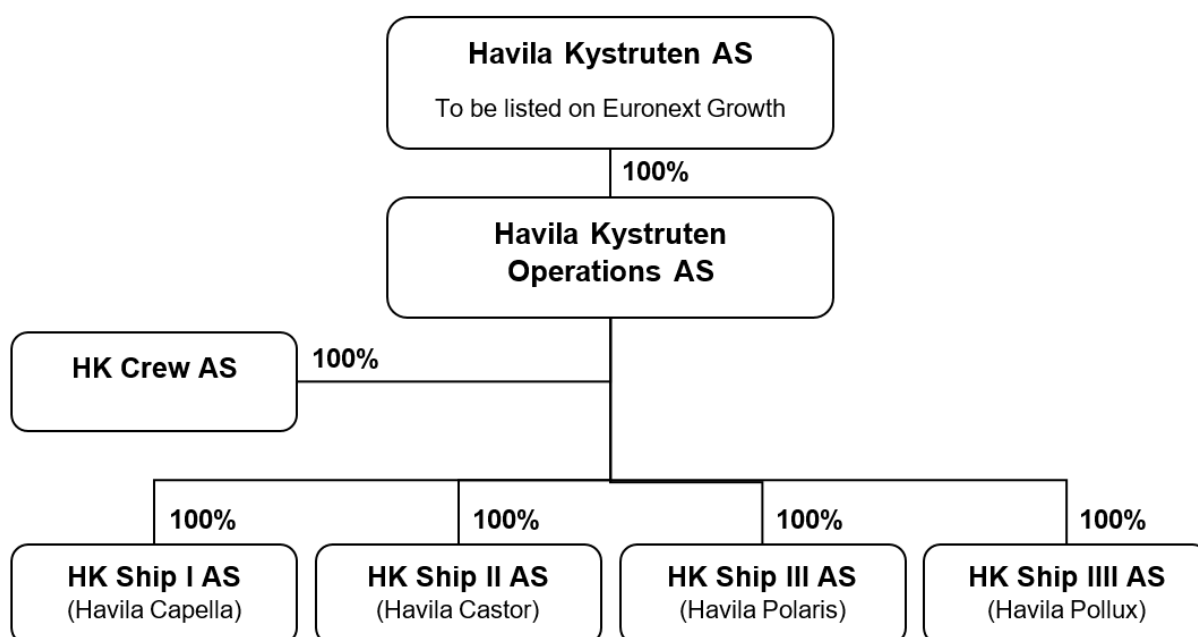 Havila Kystruten AS
To be listed on Euronext Growth
100%
Havila Kystruten
Operations AS
HK Crew AS
100%
100%
100%
100%
100%
HK Ship I AS
(Havila Capella)
HK Ship II AS
(Havila Castor)
HK Ship III AS
(Havila Polaris)
HK Ship IIII AS
(Havila Pollux)